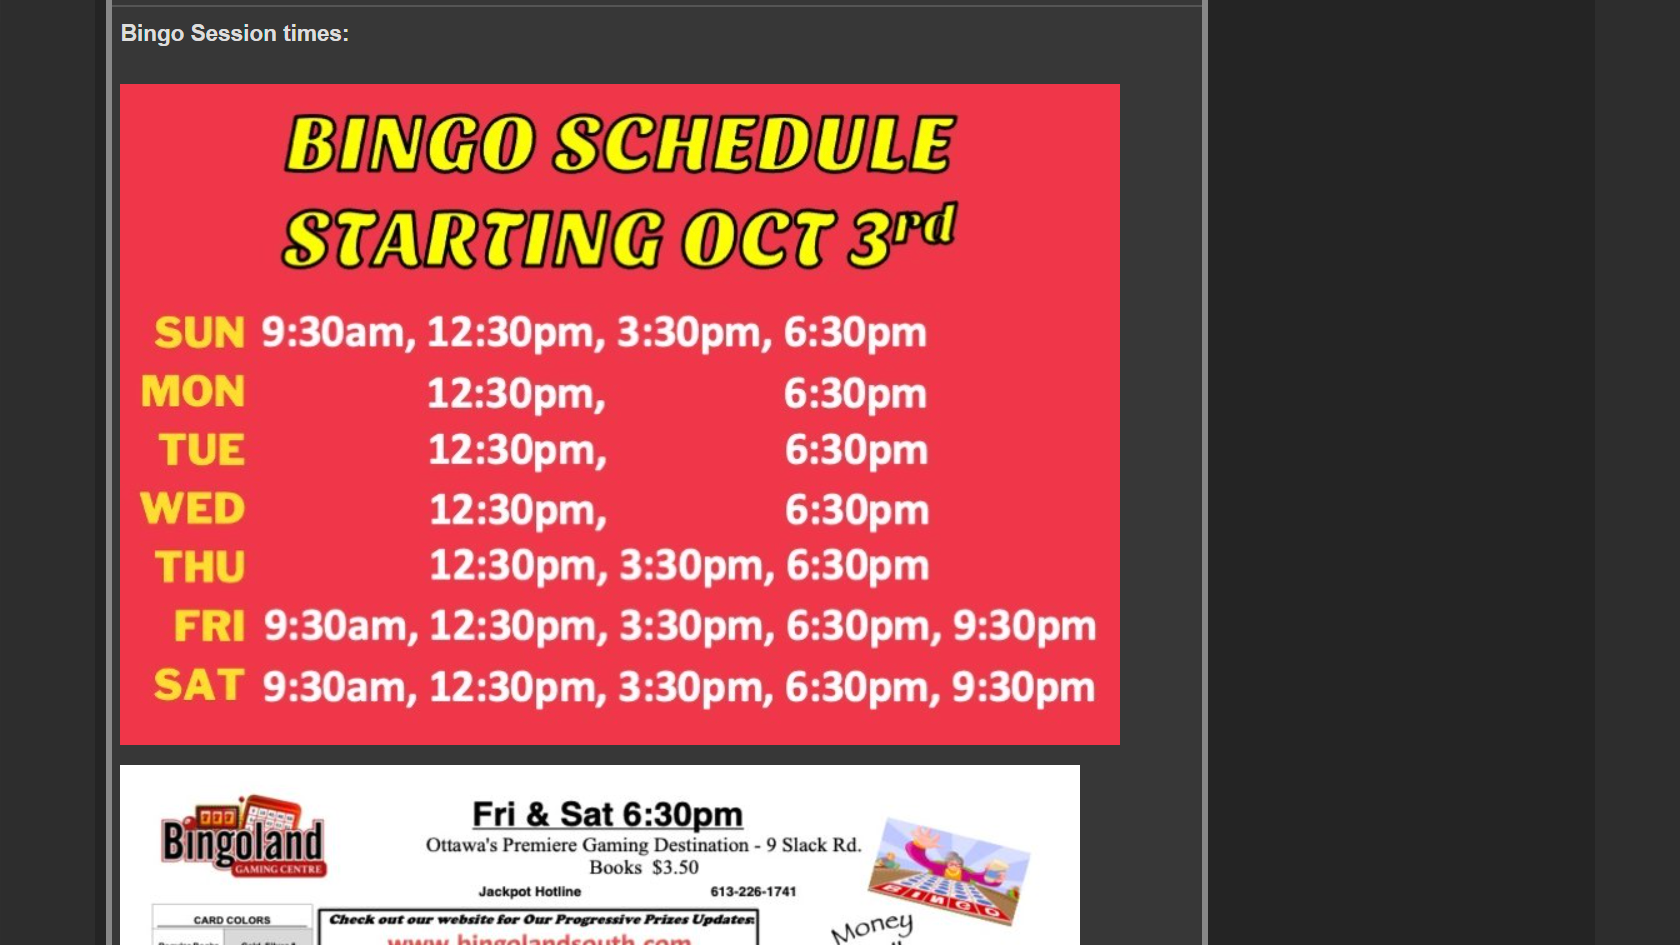 Bingo Session times:
BINGO SCHEDULE
STARTING OCT 3rd
SUN 9:30am, 12:30pm, 3:30pm, 6:30pm
MON 12:30pm, 6:30pm
TUE 12:30pm, 6:30pm
WED 12:30pm, 6:30pm
THU 12:30pm, 3:30pm, 6:30pm
FRI 9:30am, 12:30pm, 3:30pm, 6:30pm, 9:30pm
SAT 9:30am, 12:30pm, 3:30pm, 6:30pm, 9:30pm
Bingoland
GAMING CENTRE
Fri & Sat 6:30pm
Ottawa's Premiere Gaming Destination - 9 Slack Rd.
Books $3.50
Jackpot Hotline 613-226-1741
BINGO
CARD COLORS
Check out our website for Our Progressive Prizes Updates:
www.bingolandsouth.com
Money